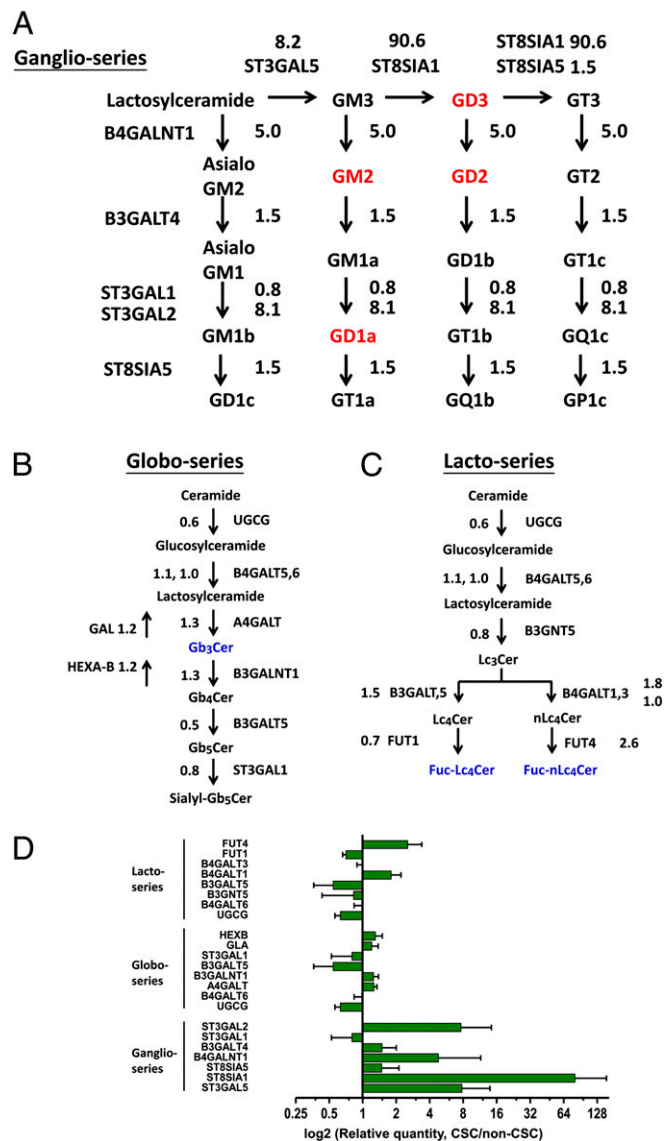 A
Ganglio-series
8.2 90.6 ST8SIA1 90.6
ST3GAL5 ST8SIA1 ST8SIA5 1.5
Lactosylceramide GM3 GD3 GT3
B4GALNT1 5.0 5.0 5.0 5.0
Asialo
GM2 GM2 GD2 GT2
B3GALT4 1.5 1.5 1.5 1.5
Asialo
GM1 GM1a GD1b GT1c
ST3GAL1 0.8 0.8 0.8 0.8
ST3GAL2 8.1 8.1 8.1 8.1
GM1b GD1a GT1b GQ1c
ST8SIA5 1.5 1.5 1.5 1.5
GD1c GT1a GQ1b GP1c
B
Globo-series
Ceramide
0.6 UGCG
Glucosylceramide
1.1, 1.0 B4GALT5,6
Lactosylceramide
GAL 1.2 1.3 A4GALT
Gb3Cer
HEXA-B 1.2 1.3 B3GALNT1
Gb4Cer
0.5 B3GALT5
Gb5Cer
0.8 ST3GAL1
Sialyl-Gb5Cer
C
Lacto-series
Ceramide
0.6 UGCG
Glucosylceramide
1.1, 1.0 B4GALT5,6
Lactosylceramide
0.8 B3GNT5
Lc3Cer
1.5 B3GALT,5 B4GALT1,3 1.8
1.0
Lc4Cer nLc4Cer
0.7 FUT1 FUT4 2.6
Fuc-Lc4Cer Fuc-nLc4Cer
D
Lacto-
series
FUT4
FUT1
B4GALT3
B4GALT1
B3GALT5
B3GNT5
B4GALT6
UGCG
Globo-
series
HEXB
GLA
ST3GAL1
B3GALT5
B3GALNT1
A4GALT
B4GALT6
UGCG
Ganglio-
series
ST3GAL2
ST3GAL1
B3GALT4
B4GALNT1
ST8SIA5
ST8SIA1
ST3GAL5
0.25 0.5 1 2 4 8 16 32 64 128
log2 (Relative quantity, CSC/non-CSC)